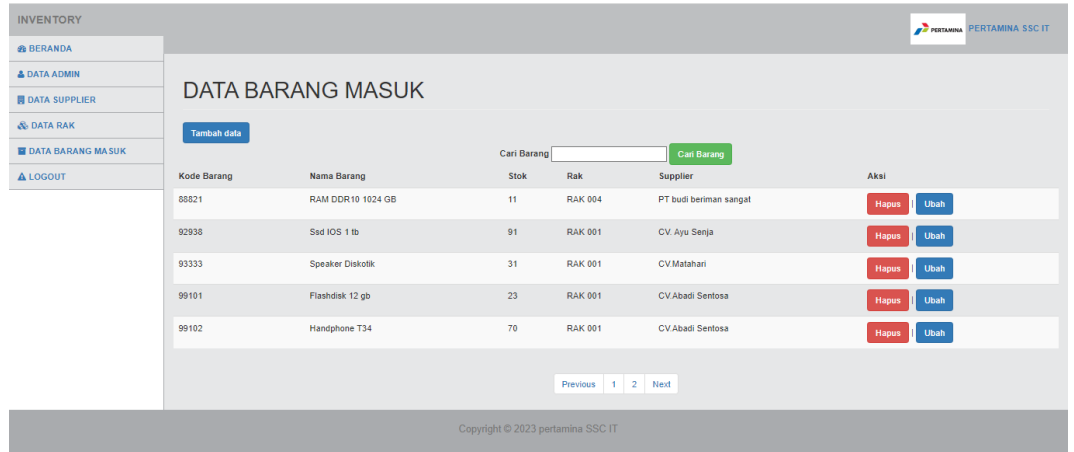 INVENTORY
PERTAMINA PERTAMINA SSC IT
BERANDA
DATA ADMIN
DATA SUPPLIER
DATA RAK
DATA BARANG MASUK
LOGOUT
DATA BARANG MASUK
Tambah data
Cari Barang Cari Barang
Kode Barang Nama Barang Stok Rak Supplier Aksi
88821 RAM DDR10 1024 GB 11 RAK 004 PT budi beriman sangat Hapus | Ubah
92938 Ssd IOS 1 tb 91 RAK 001 CV. Ayu Senja Hapus | Ubah
93333 Speaker Diskotik 31 RAK 001 CV.Matahari Hapus | Ubah
99101 Flashdisk 12 gb 23 RAK 001 CV.Abadi Sentosa Hapus | Ubah
99102 Handphone T34 70 RAK 001 CV.Abadi Sentosa Hapus | Ubah
Previous 1 2 Next
Copyright © 2023 pertamina SSC IT